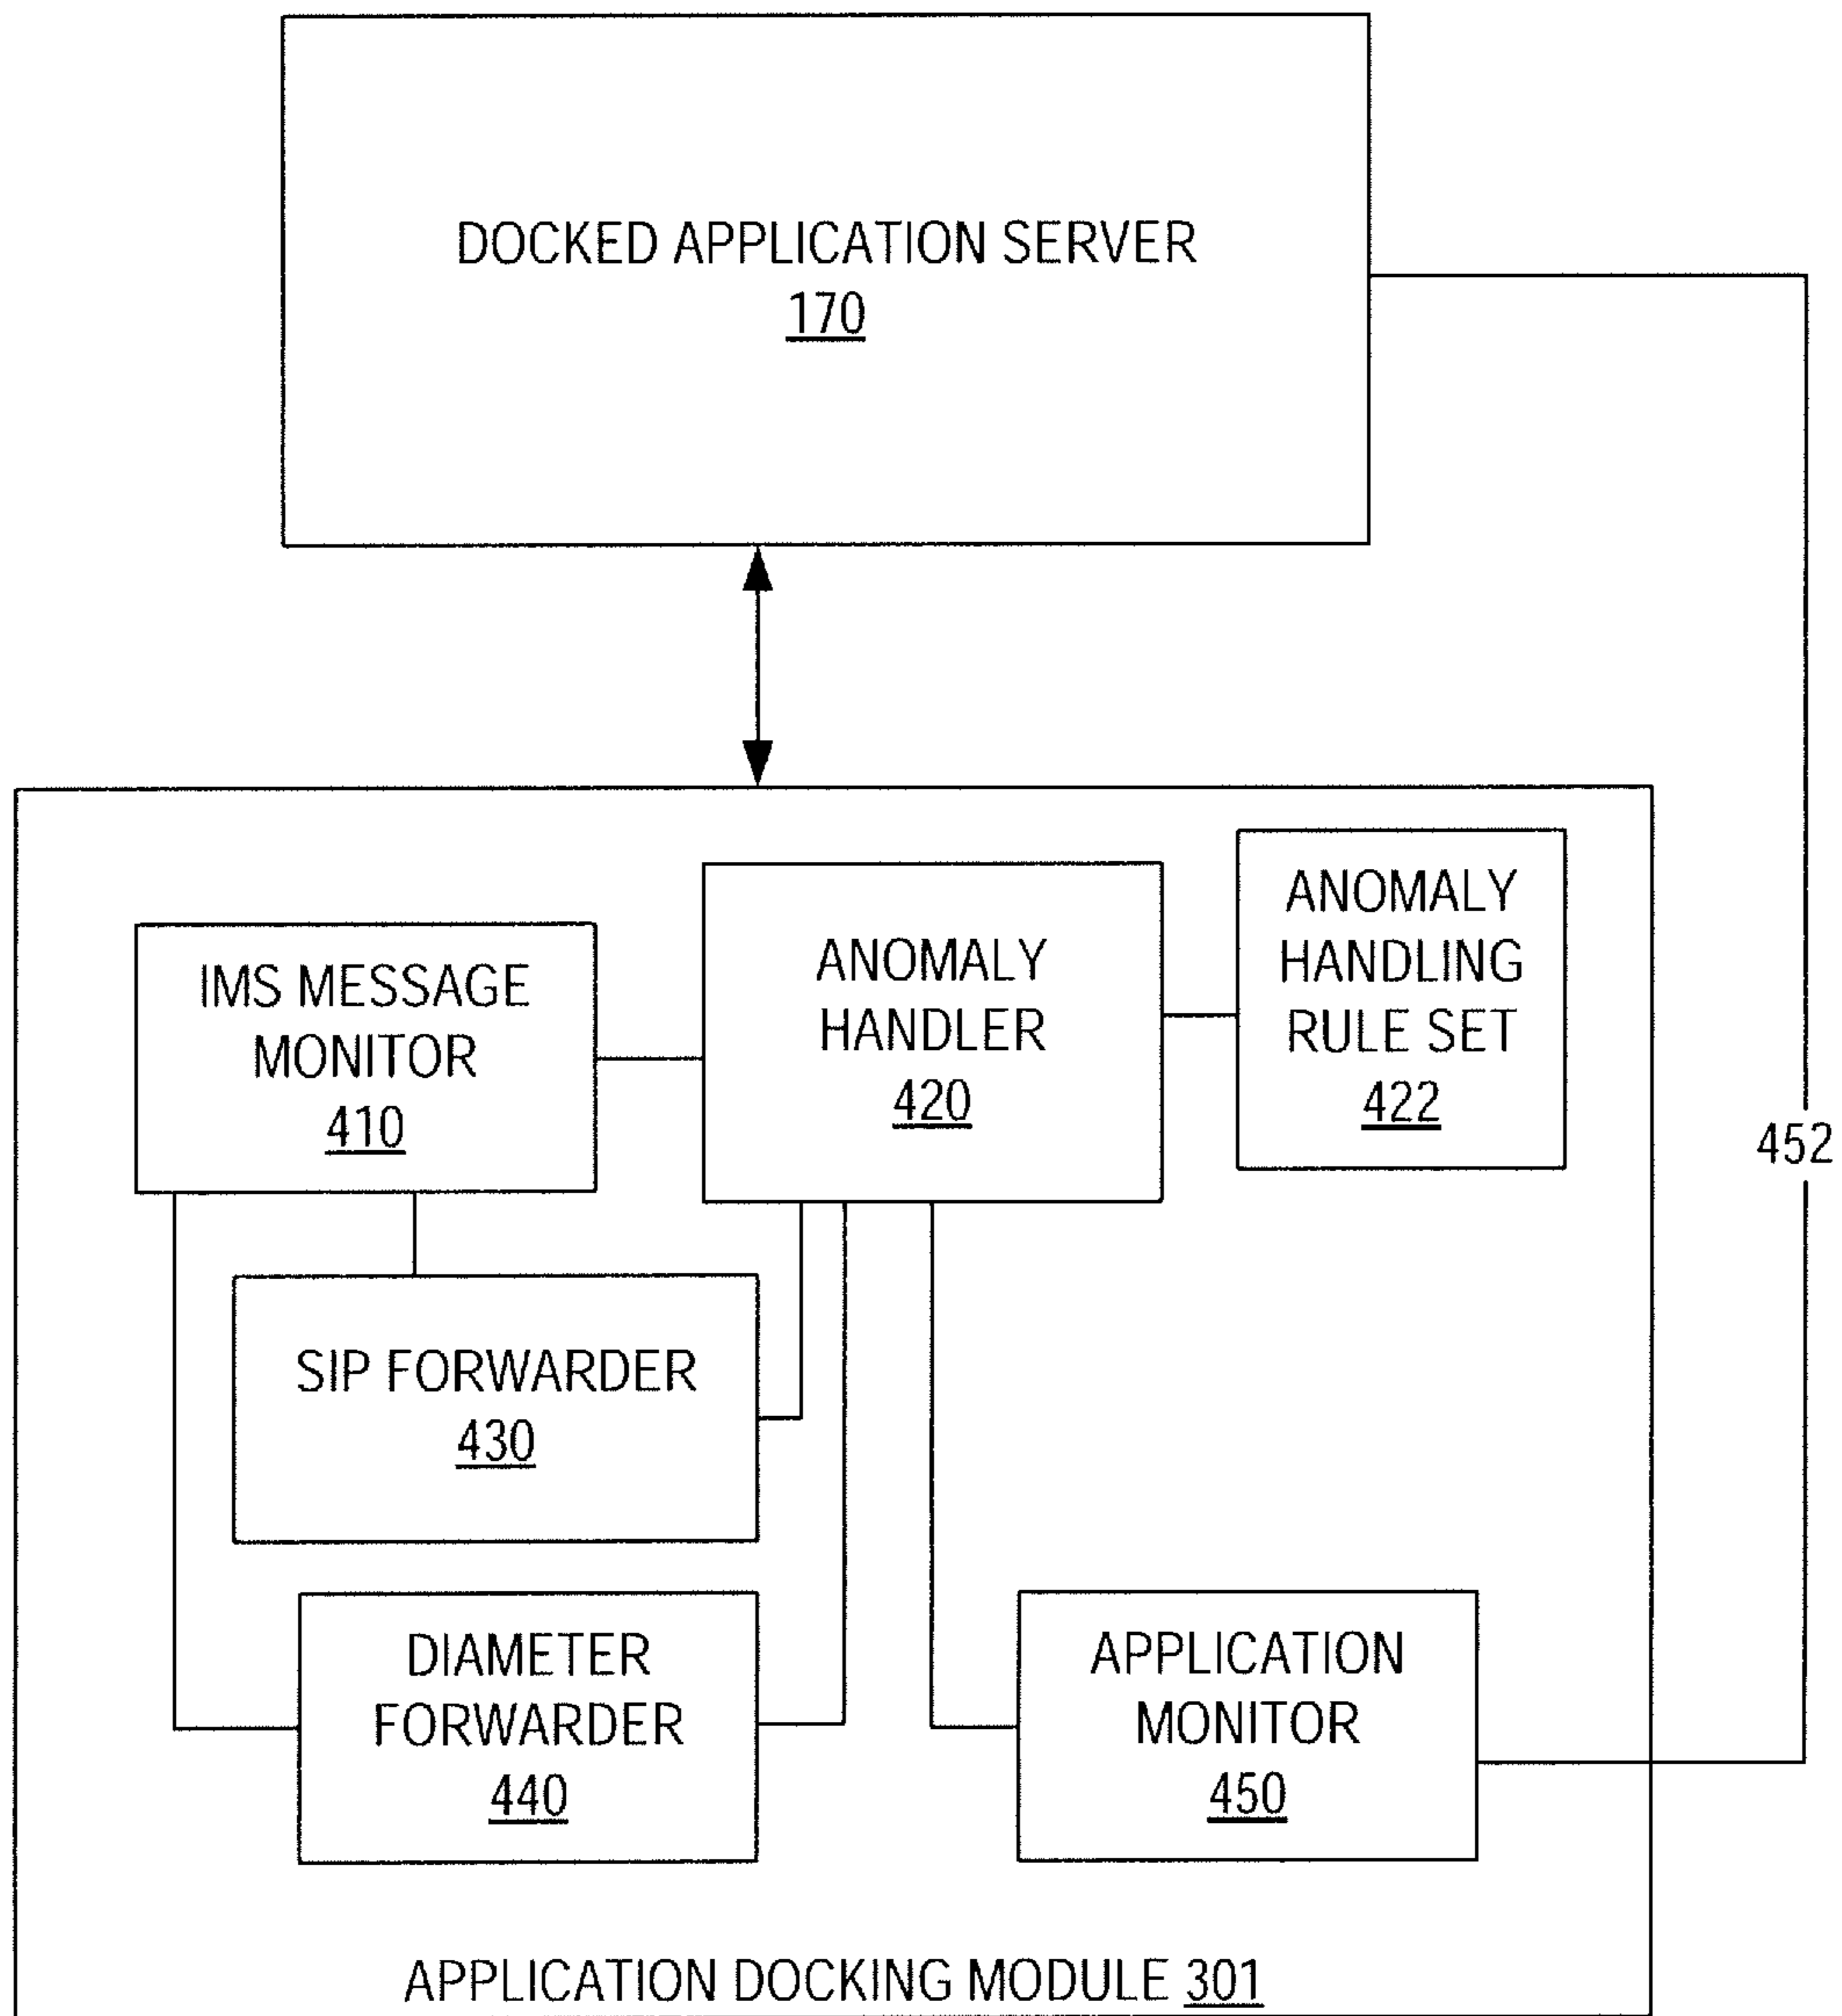 DOCKED APPLICATION SERVER
170
ANOMALY
HANDLING
RULE SET
422
ANOMALY
HANDLER
420
IMS MESSAGE
MONITOR
410
452
SIP FORWARDER
430
DIAMETER
FORWARDER
440
APPLICATION
MONITOR
450
APPLICATION DOCKING MODULE 301